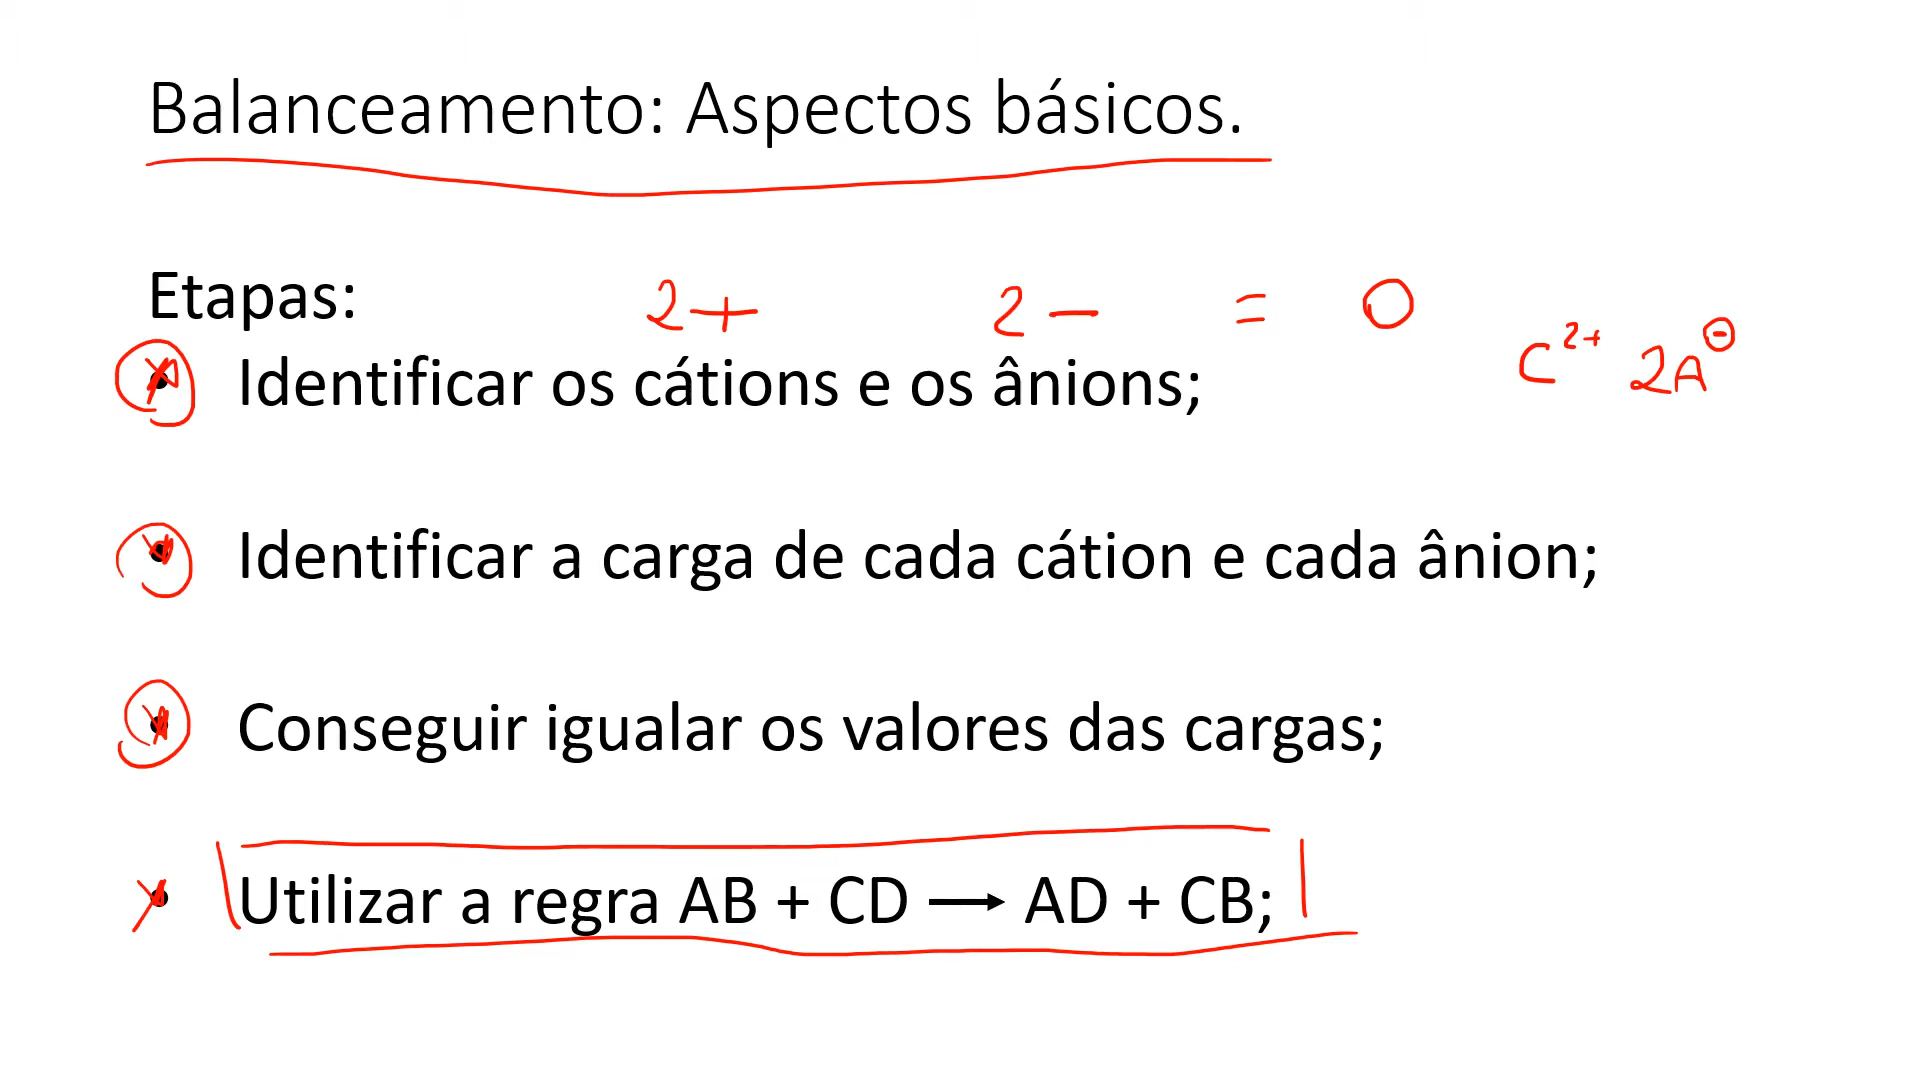 Balanceamento: Aspectos básicos.
Etapas:
2+ 2- = 0
C²⁺ 2A⊖
Identificar os cátions e os ânions;
Identificar a carga de cada cátion e cada ânion;
Conseguir igualar os valores das cargas;
Utilizar a regra AB + CD ⟶ AD + CB;